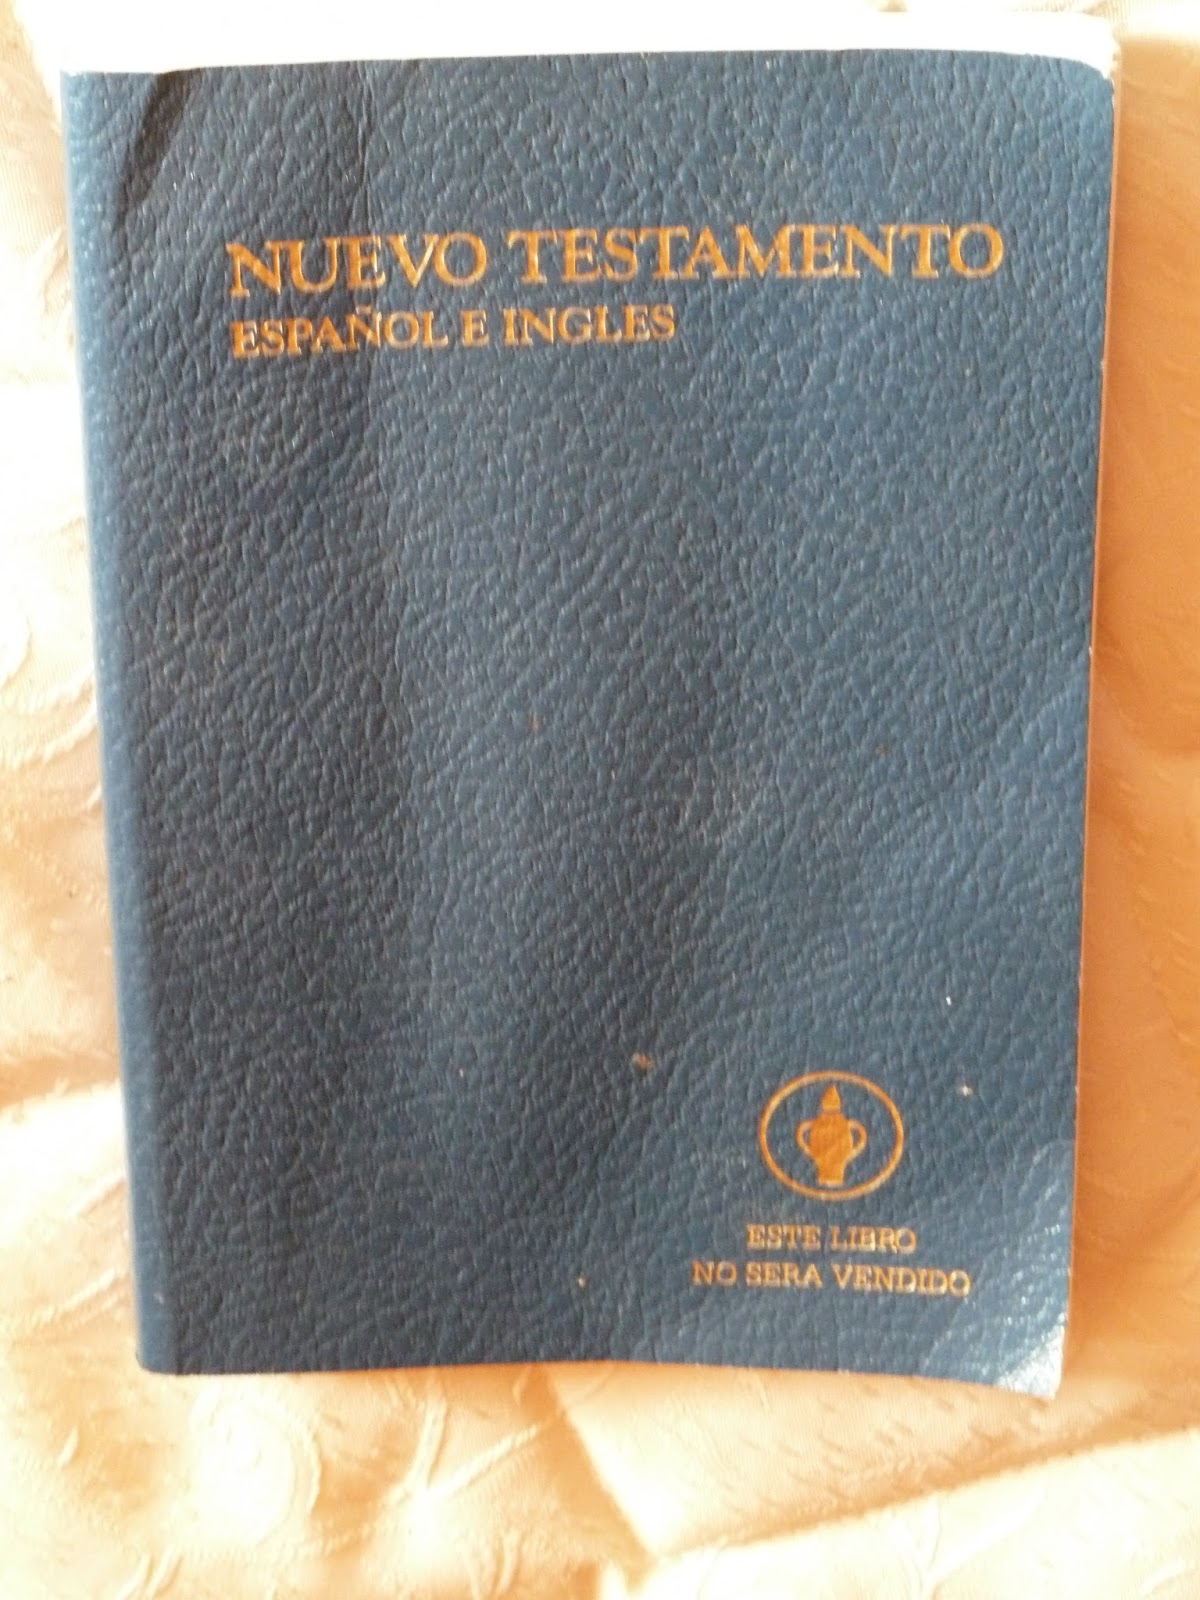 NUEVO TESTAMENTO
ESPAÑOL E INGLES
ESTE LIBRO
NO SERA VENDIDO